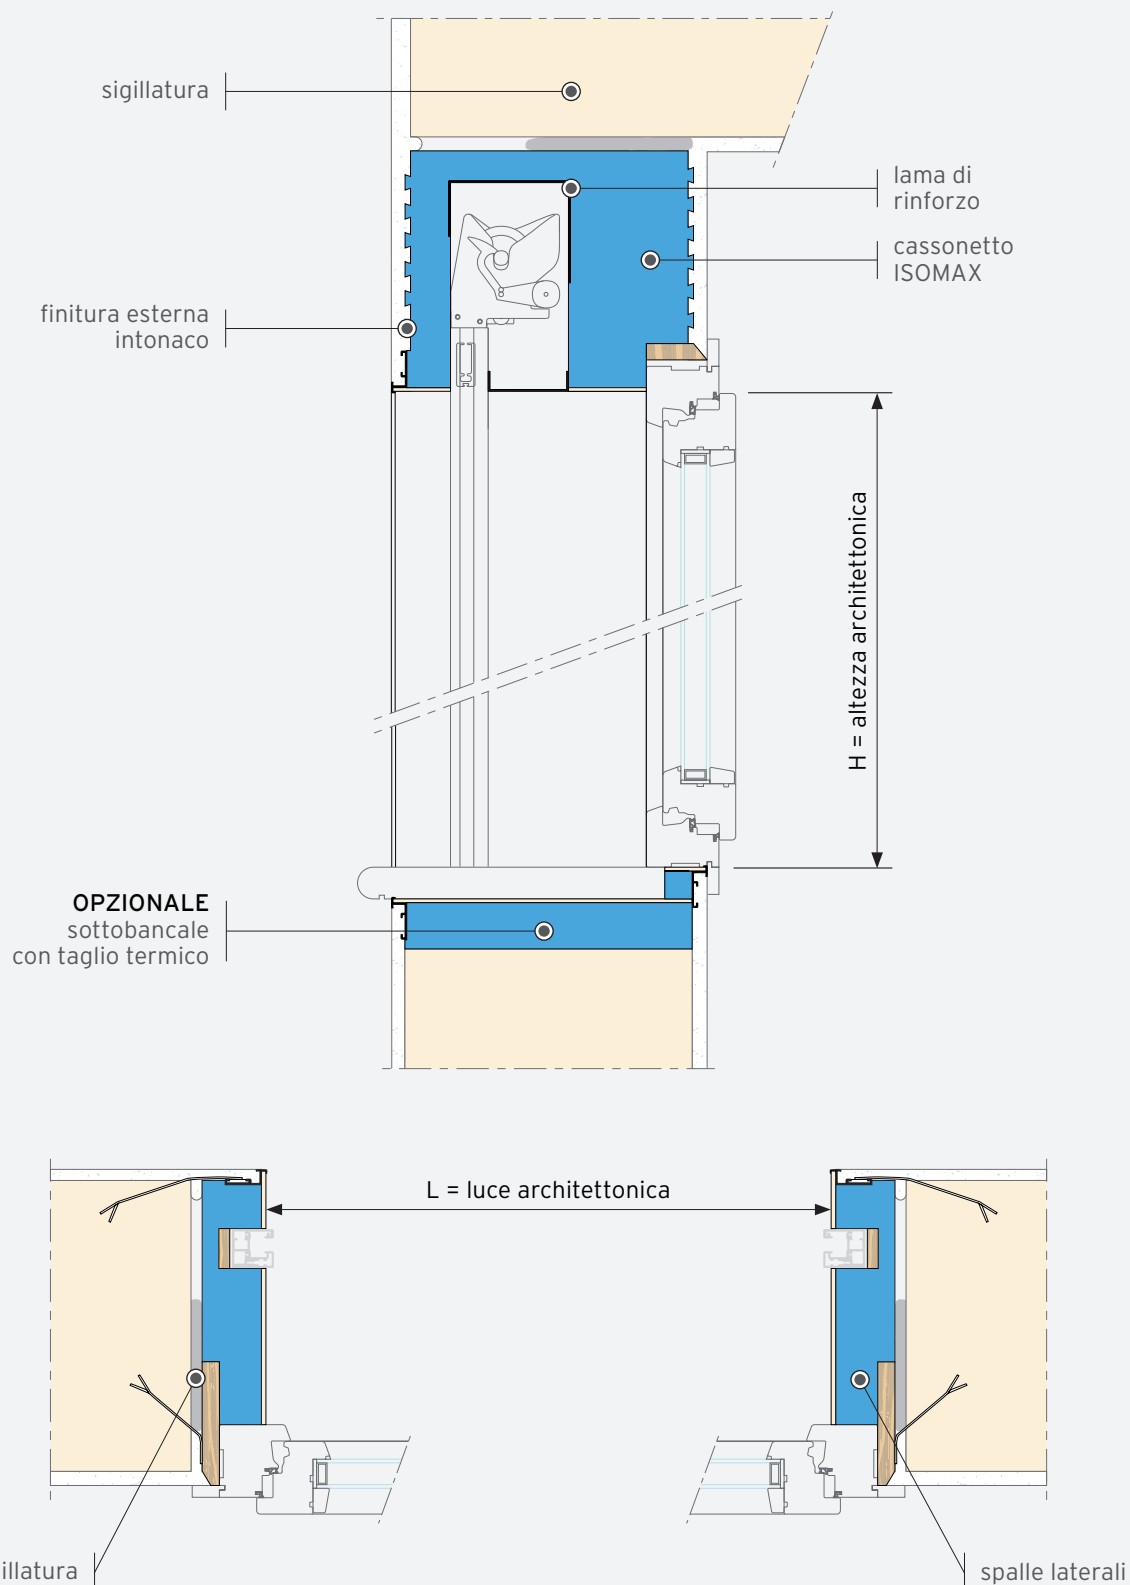 sigillatura
lama di
rinforzo
cassonetto
ISOMAX
finitura esterna
intonaco
H = altezza architettonica
OPZIONALE
sottobancale
con taglio termico
L = luce architettonica
illatura
spalle laterali